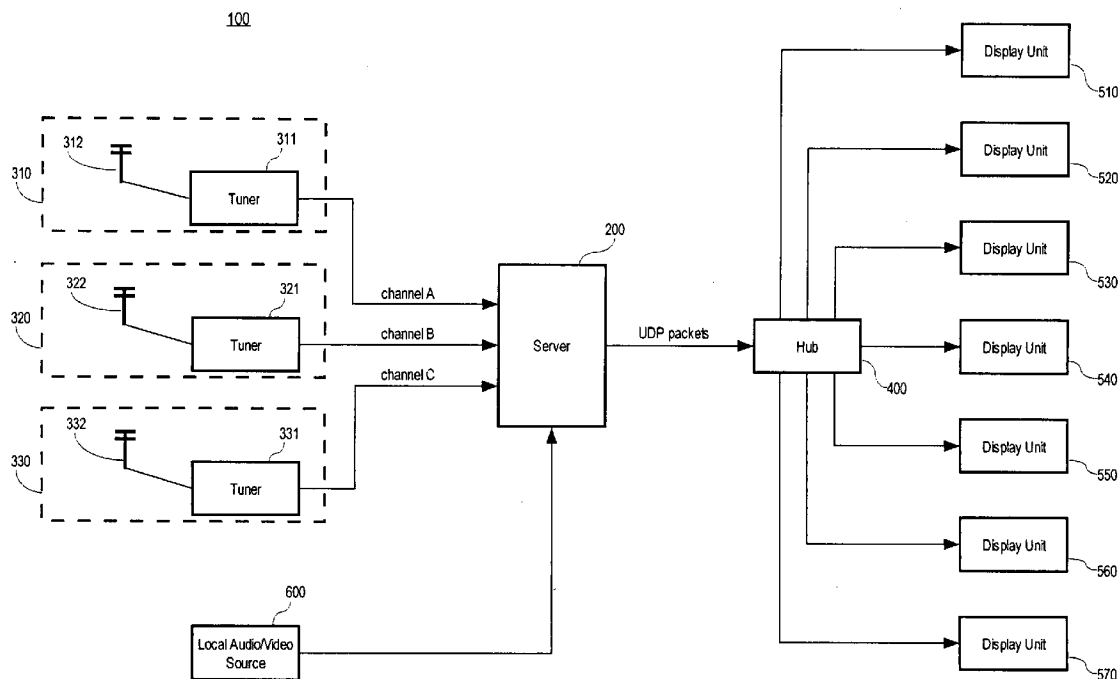 100
312
311
310
Tuner
322
321
320
Tuner
332
331
330
Tuner
channel A
channel B
channel C
200
Server
600
Local Audio/Video
Source
UDP packets
Hub
400
Display Unit
510
Display Unit
520
Display Unit
530
Display Unit
540
Display Unit
550
Display Unit
560
Display Unit
570